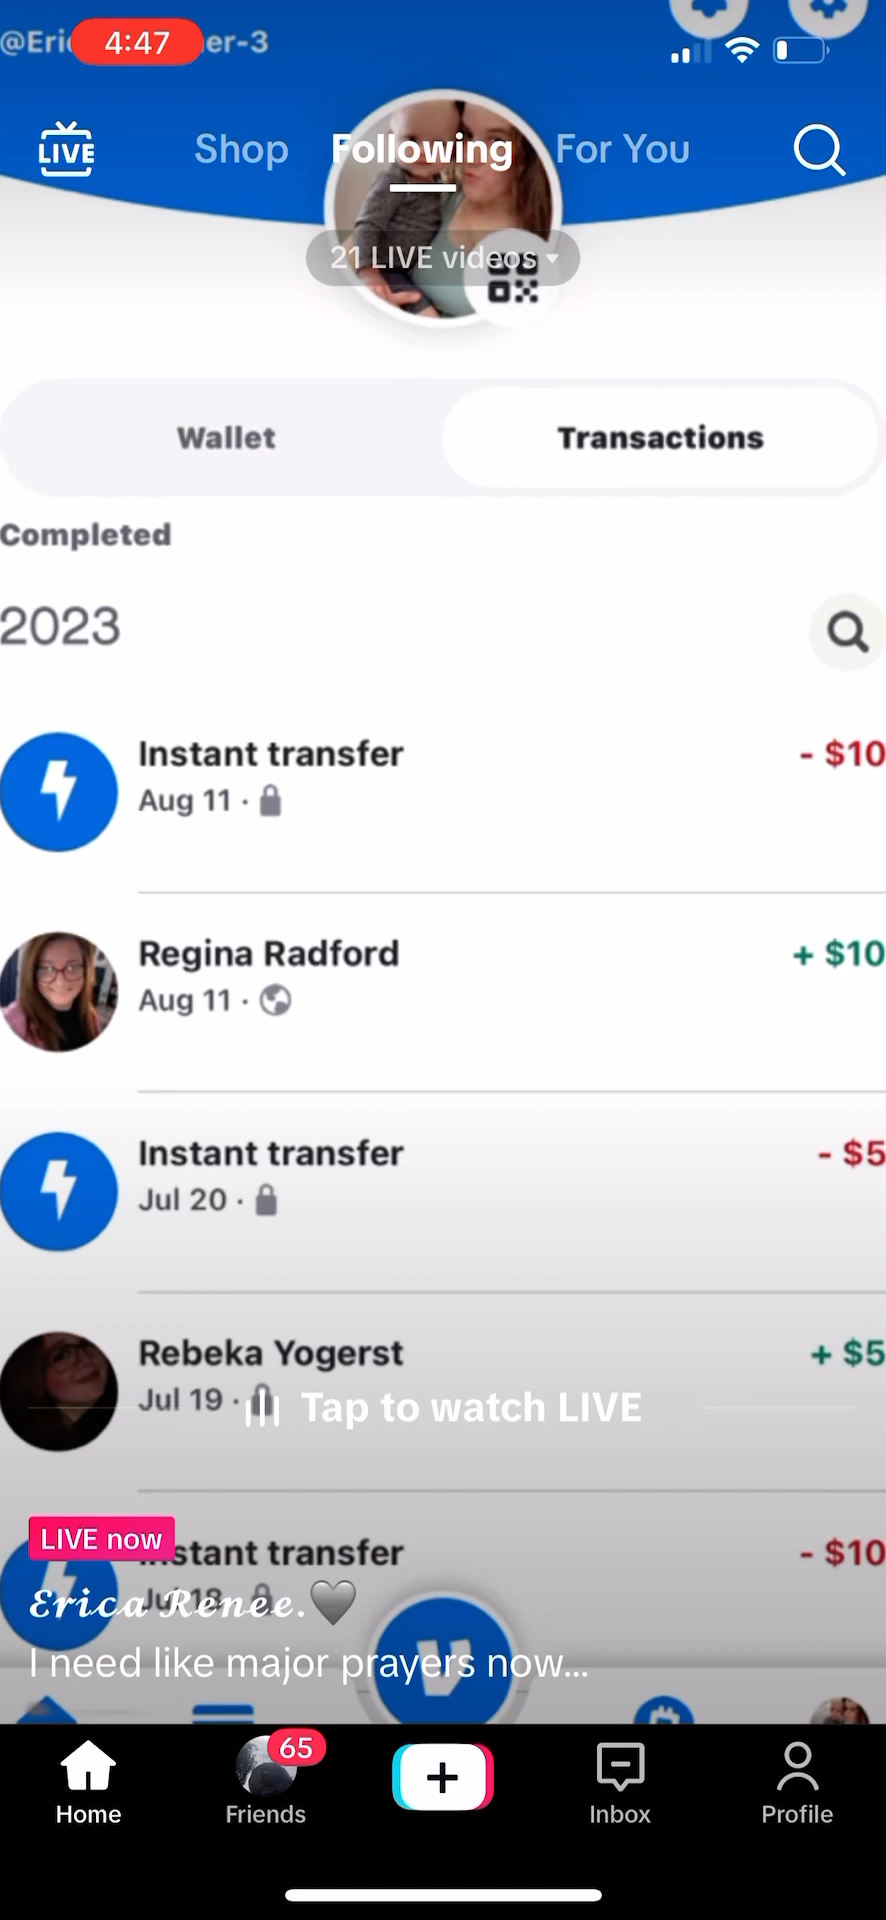 @Eri
er-3
4:47
LIVE
Shop
Following
For You
21 LIVE videos
Wallet
Transactions
Completed
2023
Instant transfer
- $10
Aug 11 ·
Regina Radford
+ $10
Aug 11 ·
Instant transfer
- $5
Jul 20 ·
Rebeka Yogerst
+ $5
Jul 19 ·
Tap to watch LIVE
LIVE now
Instant transfer
- $10
Jul 18 ·
Erica Renee.🖤
I need like major prayers now...
65
Home
Friends
Inbox
Profile